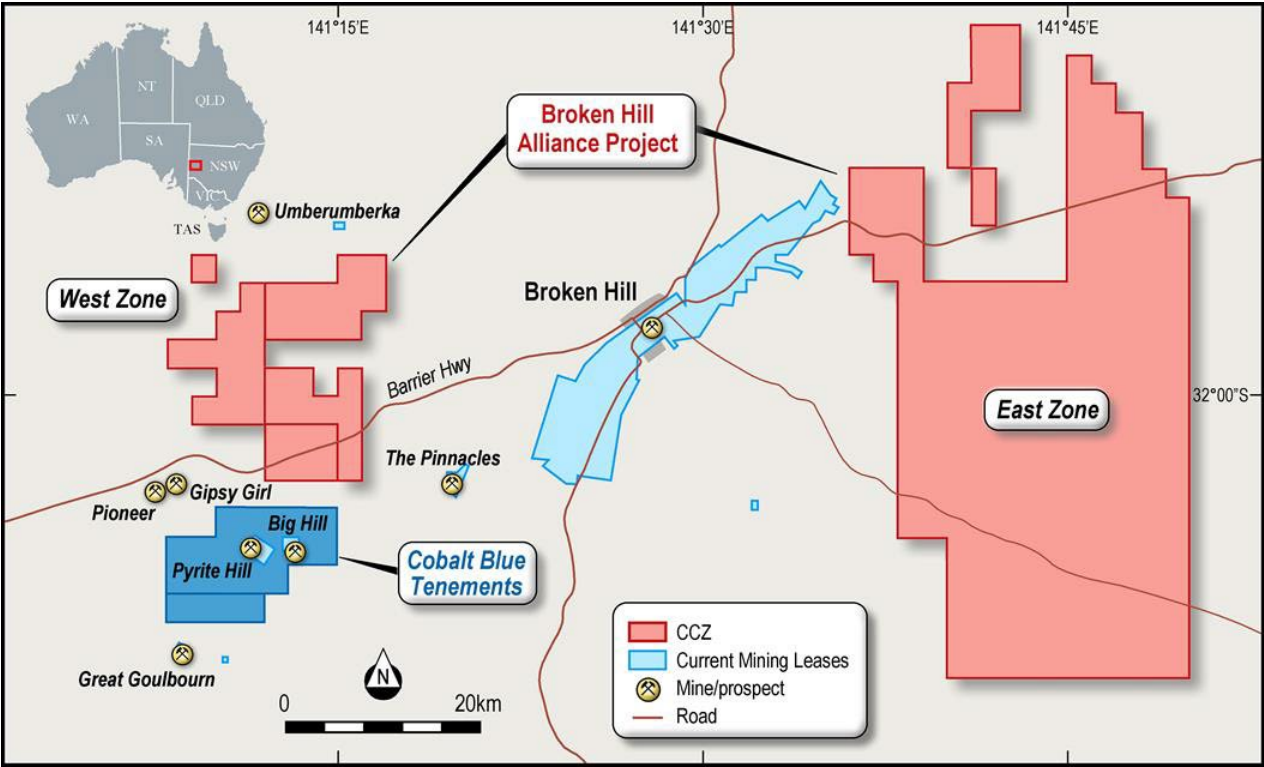 141°15'E
141°30'E
141°45'E
NT
QLD
WA
SA
NSW
VIC
TAS
Broken Hill
Alliance Project
Umberumberka
West Zone
Broken Hill
Barrier Hwy
32°00"S
East Zone
The Pinnacles
Gipsy Girl
Pioneer
Big Hill
Pyrite Hill
Cobalt Blue
Tenements
Great Goulbourn
N
0 20km
CCZ
Current Mining Leases
Mine/prospect
Road